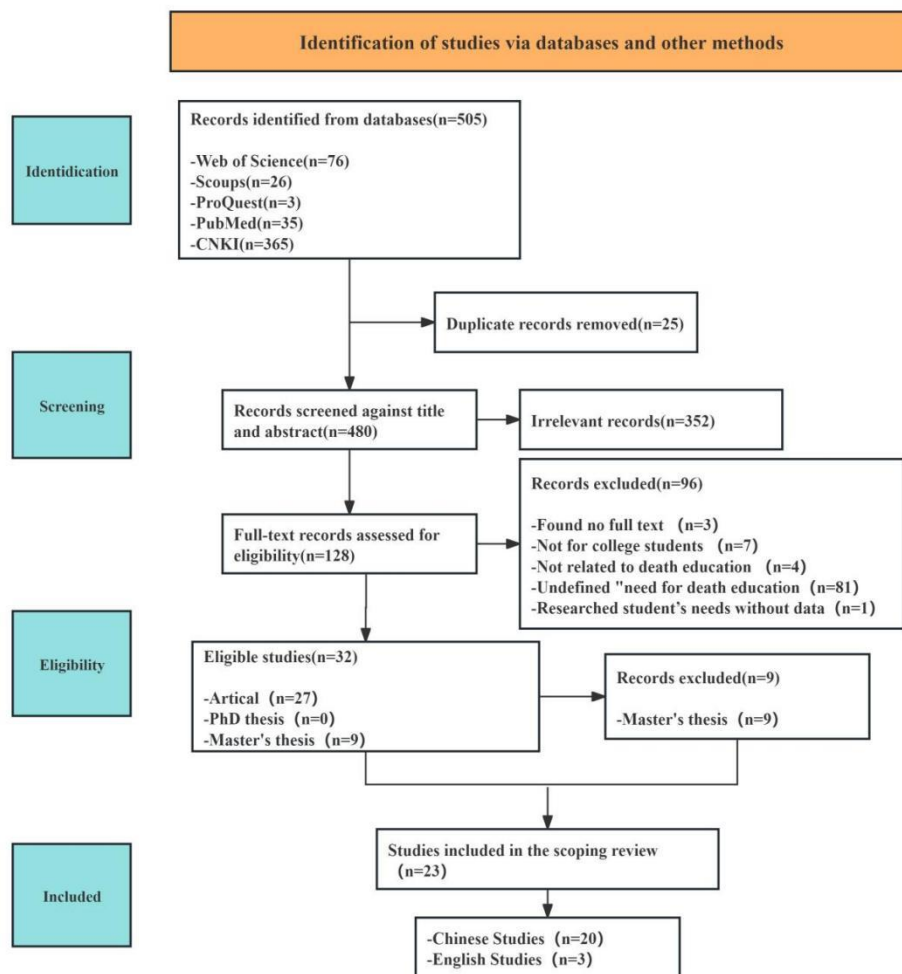 Identification of studies via databases and other methods
Identidication
Records identified from databases(n=505)
-Web of Science(n=76)
-Scoups(n=26)
-ProQuest(n=3)
-PubMed(n=35)
-CNKI(n=365)
Duplicate records removed(n=25)
Screening
Records screened against title
and abstract(n=480)
Irrelevant records(n=352)
Full-text records assessed for
eligibility(n=128)
Records excluded(n=96)
-Found no full text （n=3)
-Not for college students （n=7)
-Not related to death education （n=4)
-Undefined "need for death education （n=81)
-Researched student’s needs without data （n=1)
Eligibility
Eligible studies(n=32)
-Artical （n=27)
-PhD thesis（n=0)
-Master's thesis（n=9)
Records excluded(n=9)
-Master's thesis（n=9)
Included
Studies included in the scoping review
（n=23)
-Chinese Studies（n=20)
-English Studies（n=3)